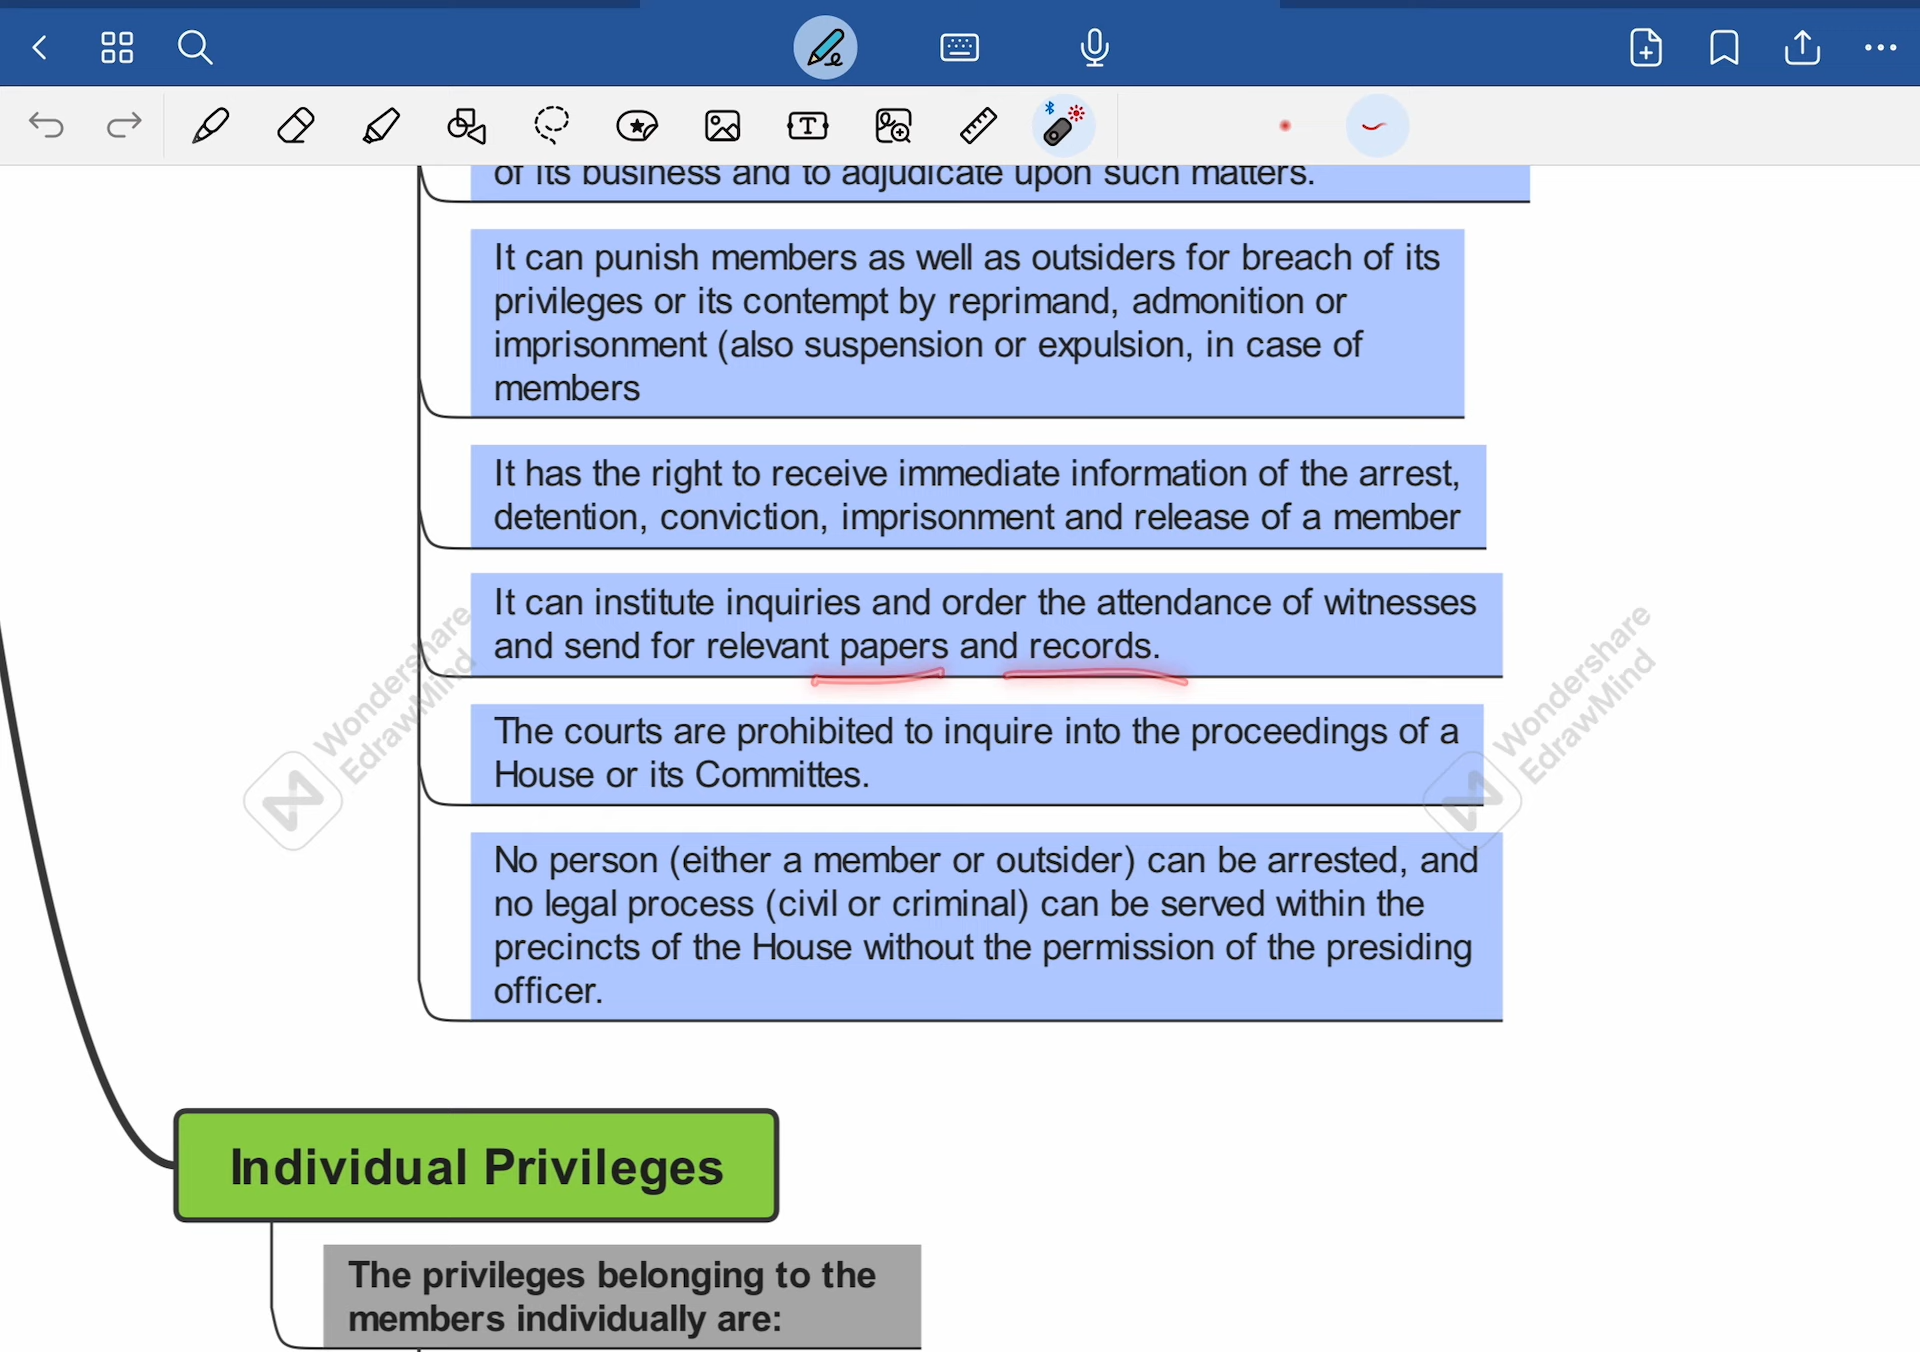 of its business and to adjudicate upon such matters.
It can punish members as well as outsiders for breach of its
privileges or its contempt by reprimand, admonition or
imprisonment (also suspension or expulsion, in case of
members
It has the right to receive immediate information of the arrest,
detention, conviction, imprisonment and release of a member
It can institute inquiries and order the attendance of witnesses
and send for relevant papers and records.
The courts are prohibited to inquire into the proceedings of a
House or its Committes.
No person (either a member or outsider) can be arrested, and
no legal process (civil or criminal) can be served within the
precincts of the House without the permission of the presiding
officer.
Wondershare
EdrawMind
Wondershare
EdrawMind
Individual Privileges
The privileges belonging to the
members individually are: